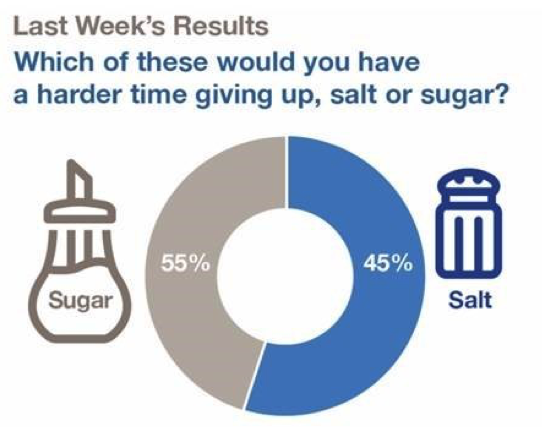 Last Week's Results
Which of these would you have
a harder time giving up, salt or sugar?
55%
45%
Sugar
Salt